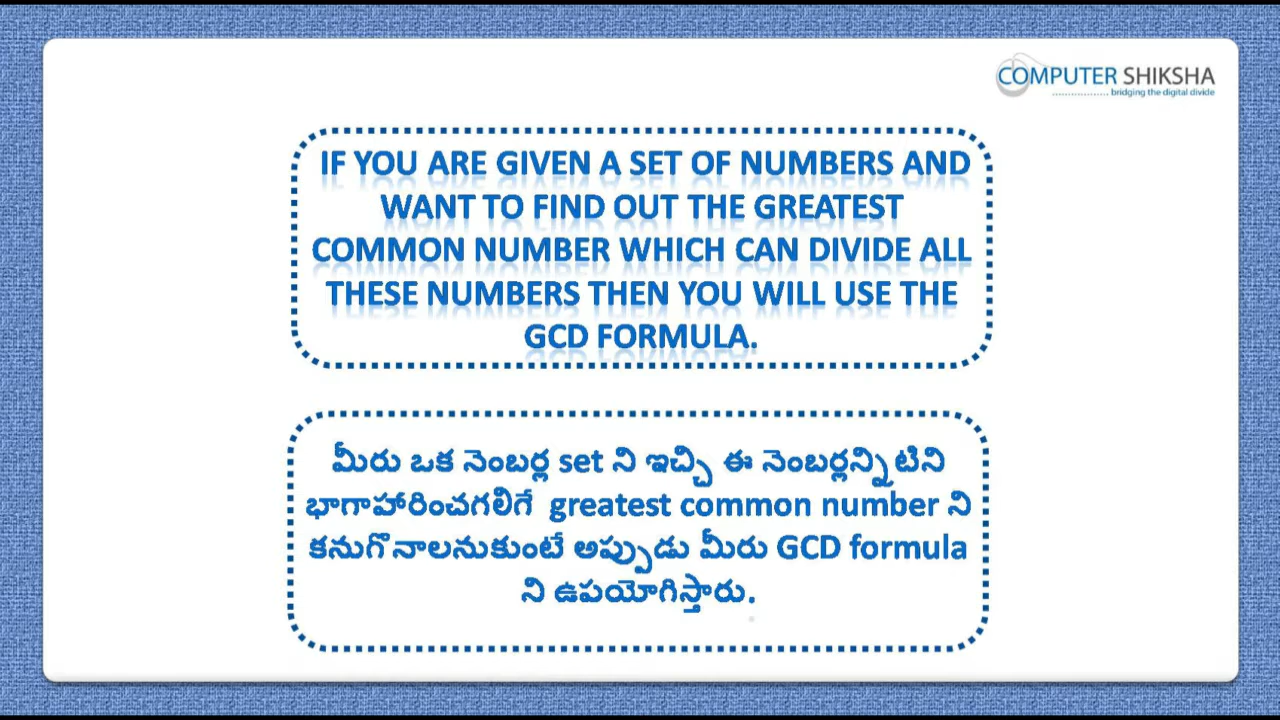 COMPUTER SHIKSHA
bridging the digital divide
IF YOU ARE GIVEN A SET OF NUMBERS AND
WANT TO FIND OUT THE GREATEST
COMMON NUMBER WHICH CAN DIVIDE ALL
THESE NUMBERS THEN YOU WILL USE THE
GCD FORMULA.
మీరు ఒక నెంబర్ల set ని ఇచ్చి ఈ నెంబర్లన్నిటిని
భాగాహారించగలిగే greatest common number ని
కనుగొనాలనుకుంటే అప్పుడు మీరు GCD formula
ని ఉపయోగిస్తారు.